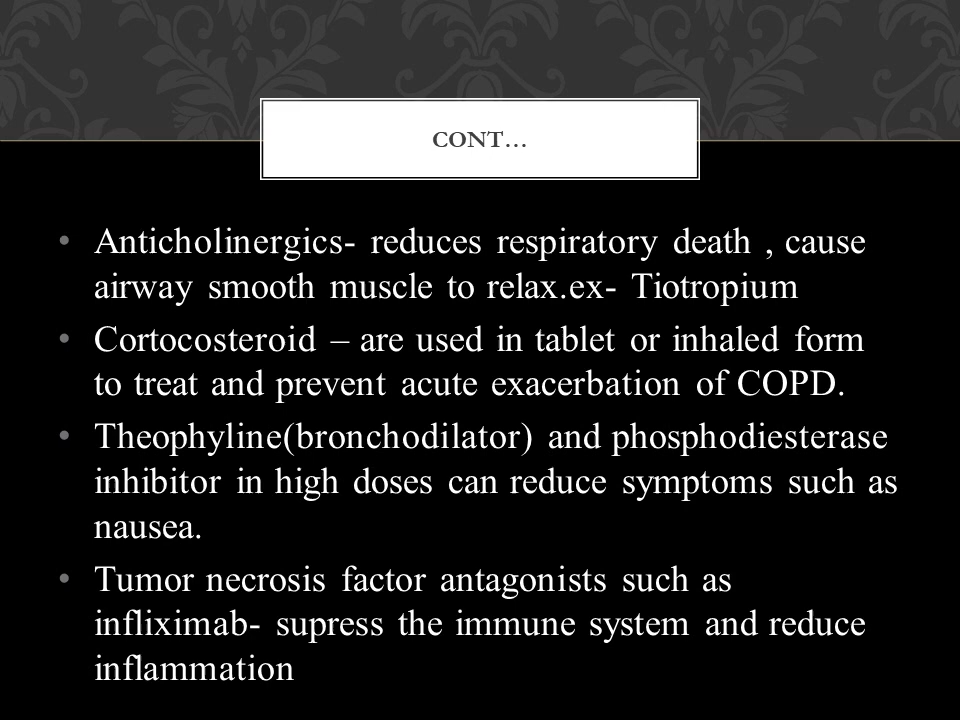 CONT…
• Anticholinergics- reduces respiratory death , cause
airway smooth muscle to relax.ex- Tiotropium
• Cortocosteroid – are used in tablet or inhaled form
to treat and prevent acute exacerbation of COPD.
• Theophyline(bronchodilator) and phosphodiesterase
inhibitor in high doses can reduce symptoms such as
nausea.
• Tumor necrosis factor antagonists such as
infliximab- supress the immune system and reduce
inflammation